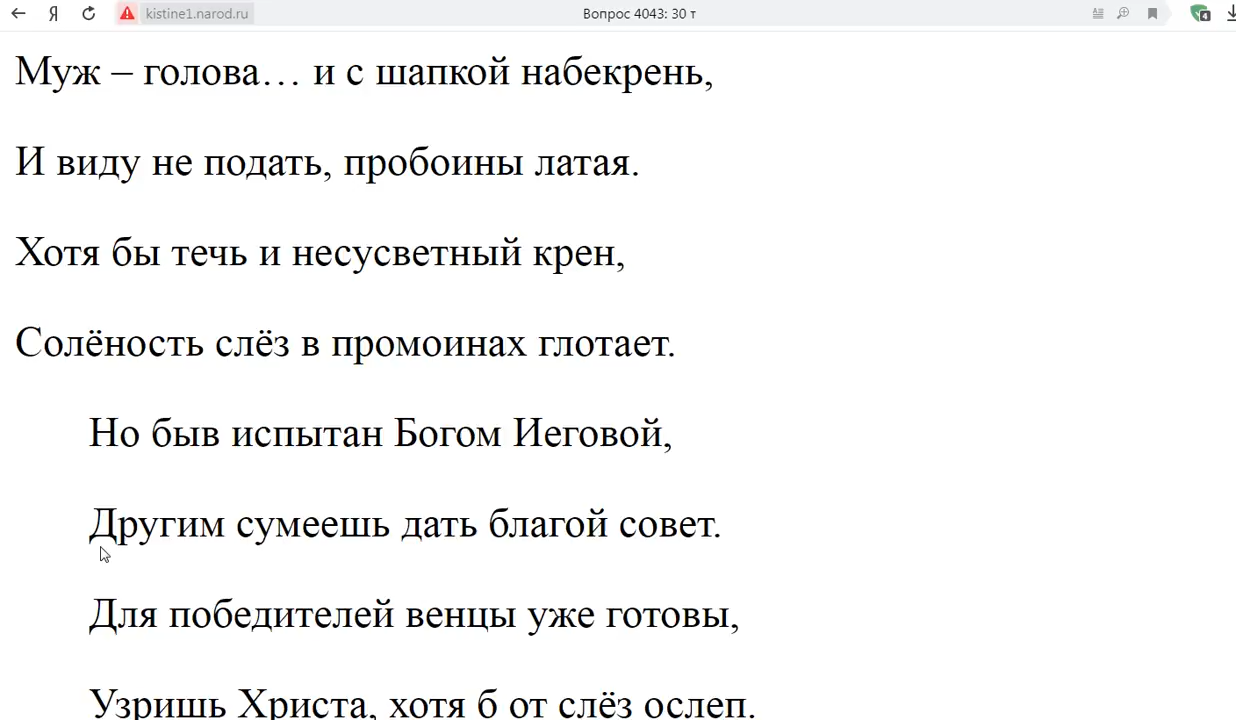 kistine1.narod.ru
Вопрос 4043: 30 т
4
Муж – голова… и с шапкой набекрень,
И виду не подать, пробоины латая.
Хотя бы течь и несусветный крен,
Солёность слёз в промоинах глотает.
Но быв испытан Богом Иеговой,
Другим сумеешь дать благой совет.
Для победителей венцы уже готовы,
Узришь Христа, хотя б от слёз ослеп.